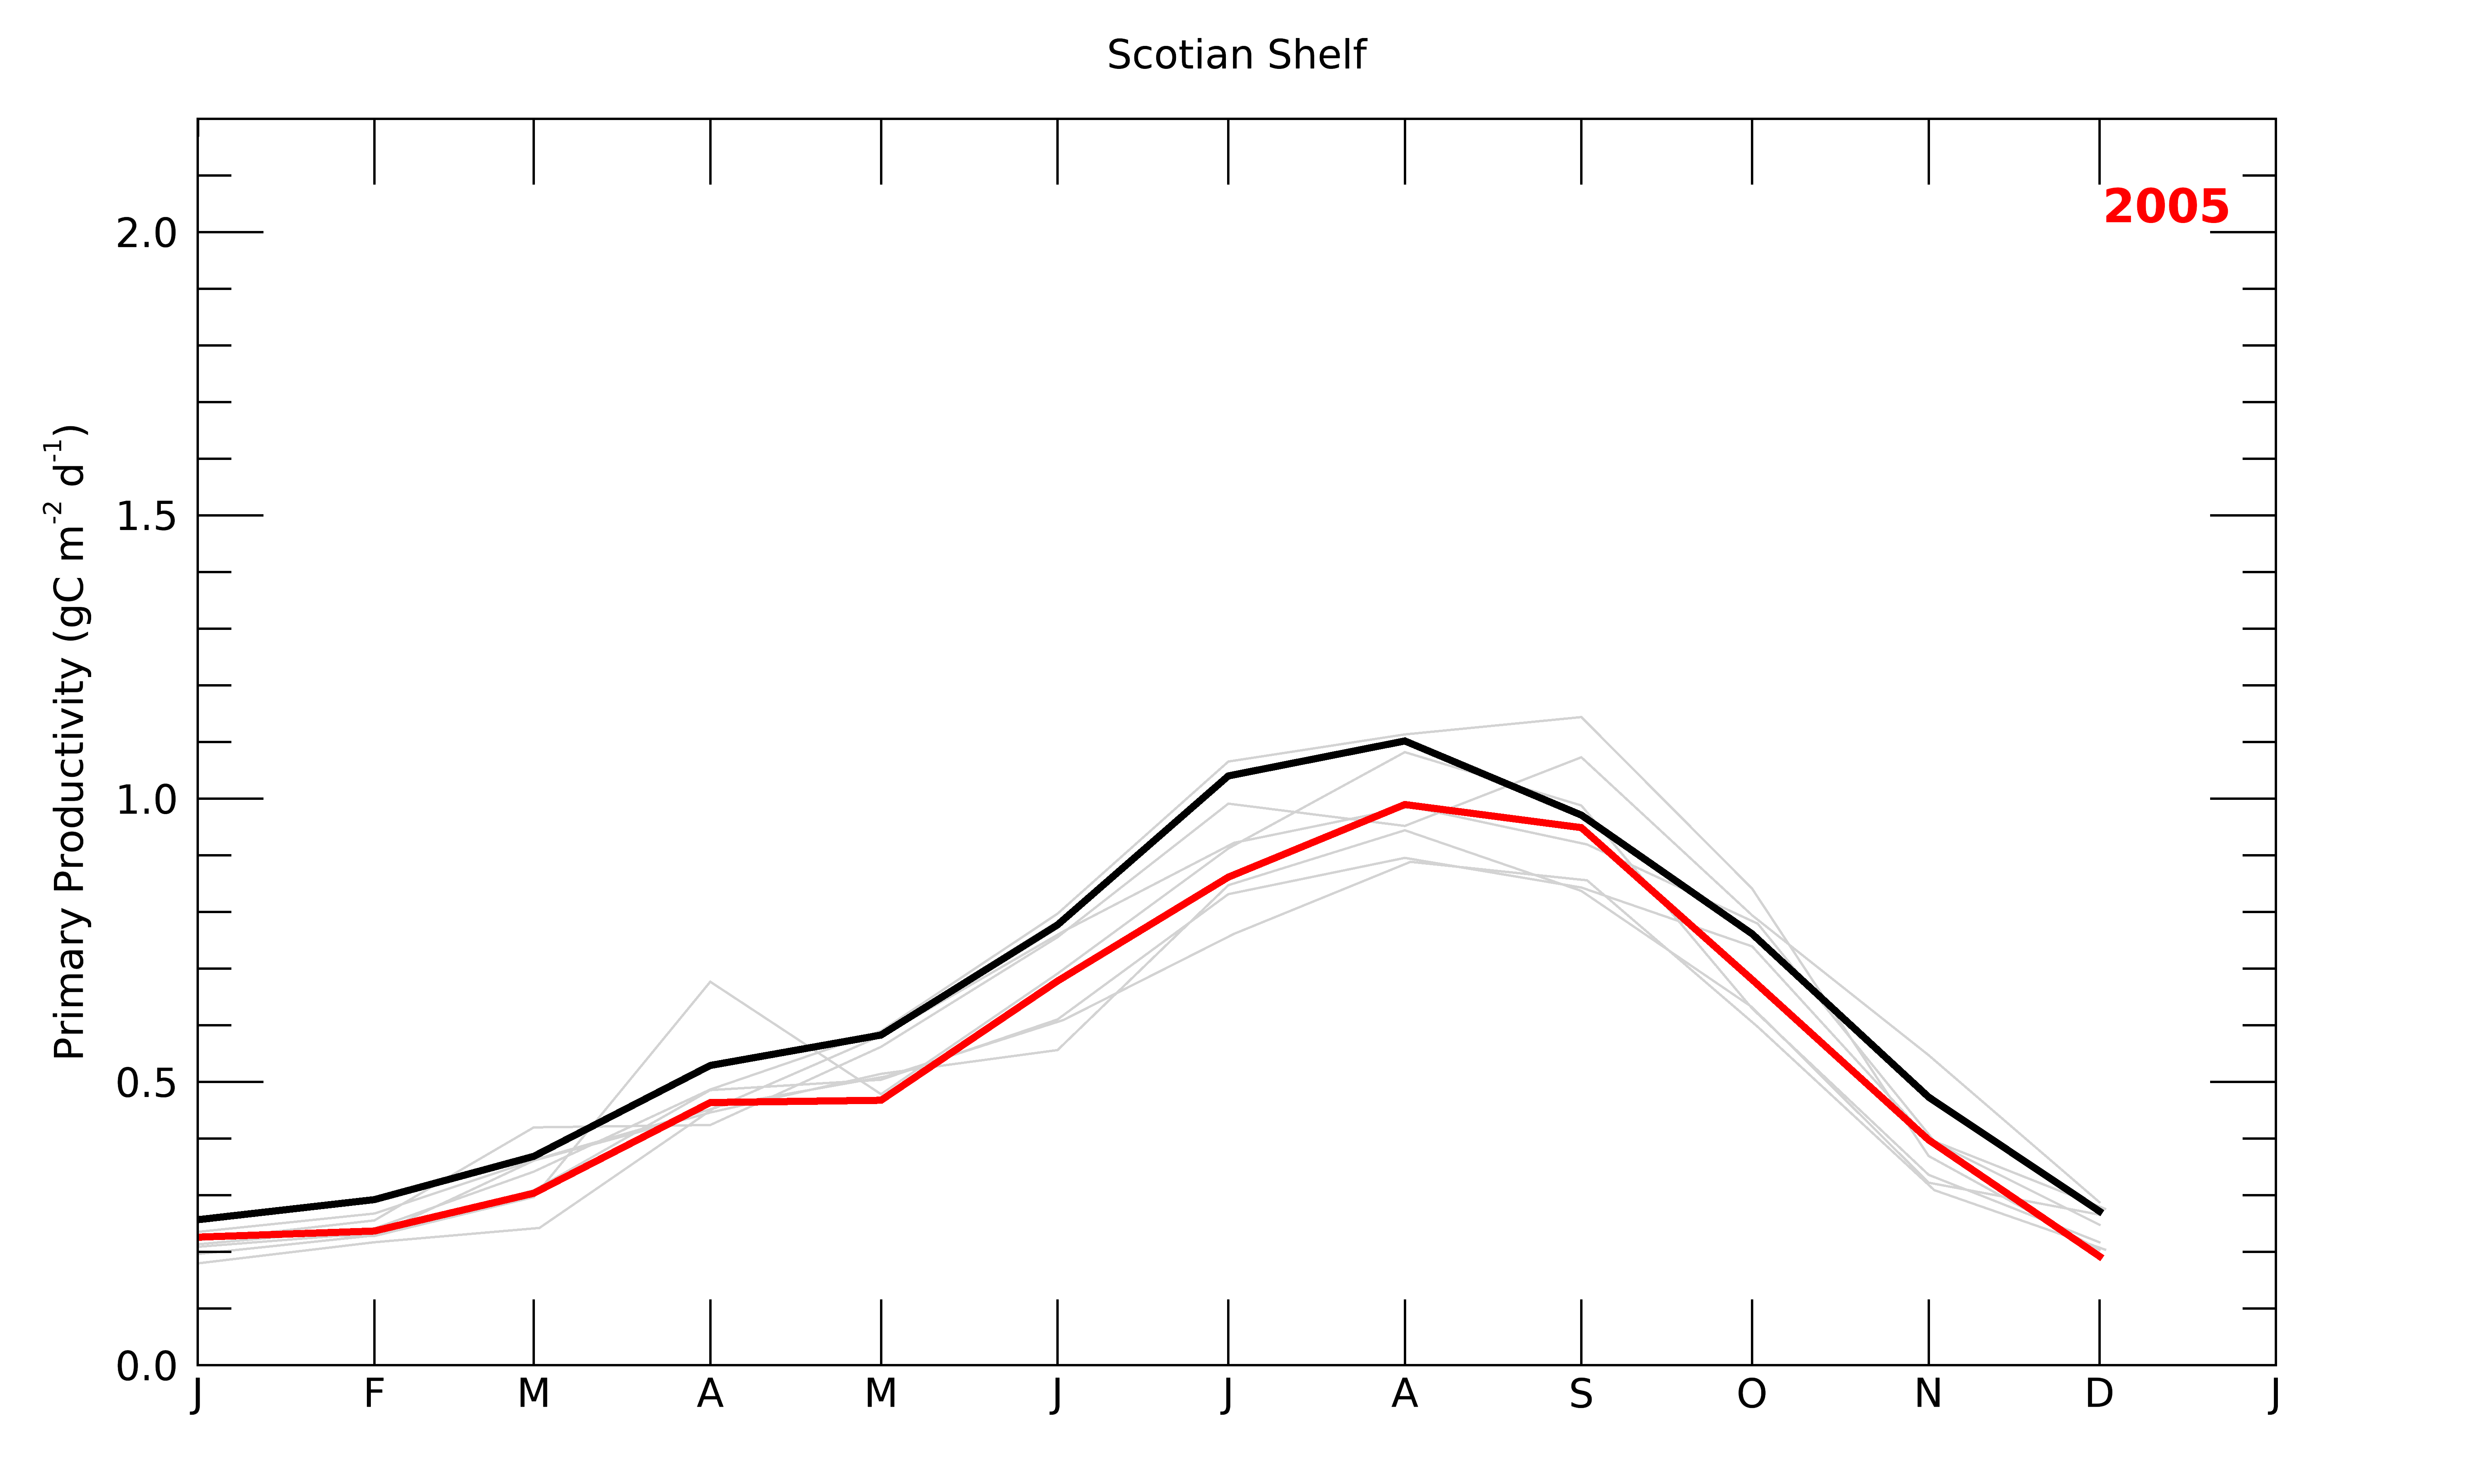 Scotian Shelf
2005
Primary Productivity (gC m⁻² d⁻¹)
2.0
1.5
1.0
0.5
0.0
J F M A M J J A S O N D J